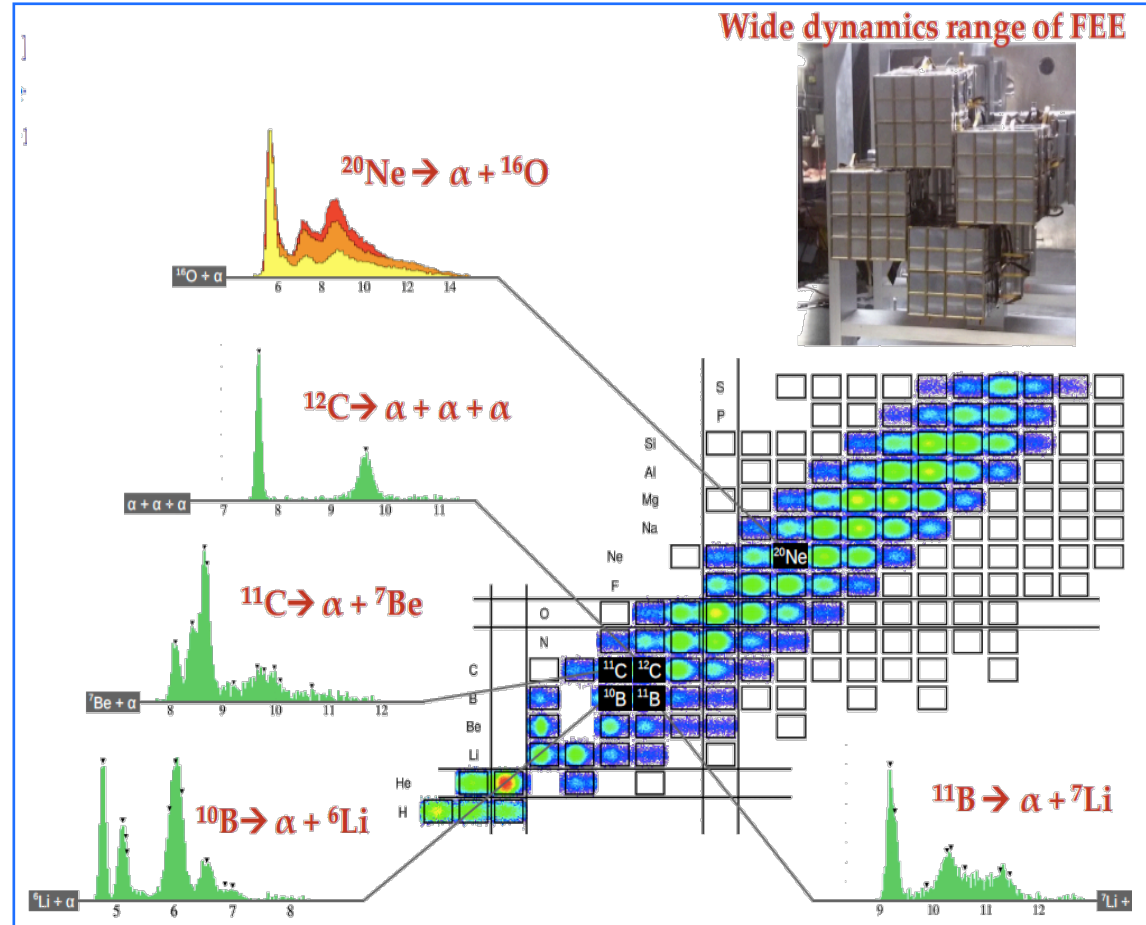 Wide dynamics range of FEE
²⁰Ne→ α + ¹⁶O
¹⁶O + α
6 8 10 12 14
¹²C→ α + α + α
α + α + α
7 8 9 10 11
¹¹C→ α + ⁷Be
⁷Be + α
8 9 10 11 12
¹⁰B→ α + ⁶Li
⁶Li + α
5 6 7 8
S
P
Si
Al
Mg
Na
Ne ²⁰Ne
F
O
N
C ¹¹C ¹²C
B ¹⁰B ¹¹B
Be
Li
He
H
¹¹B → α + ⁷Li
9 10 11 12
⁷Li +